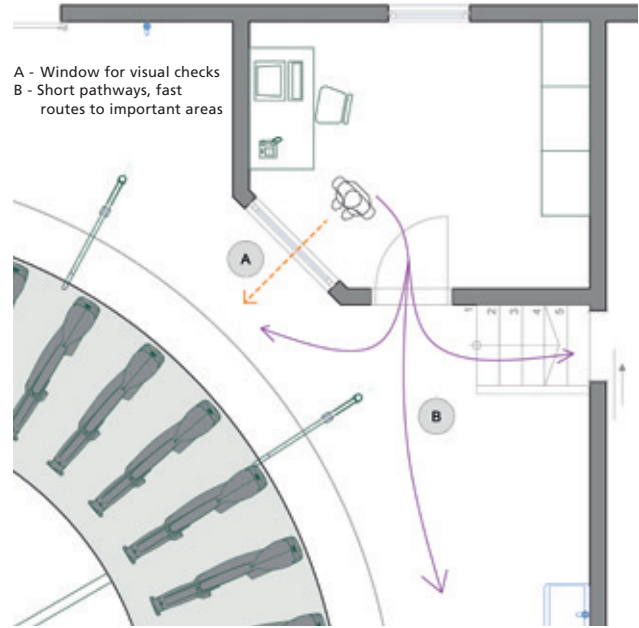 A - Window for visual checks
B - Short pathways, fast
routes to important areas
A
1 2 3 4 5
B